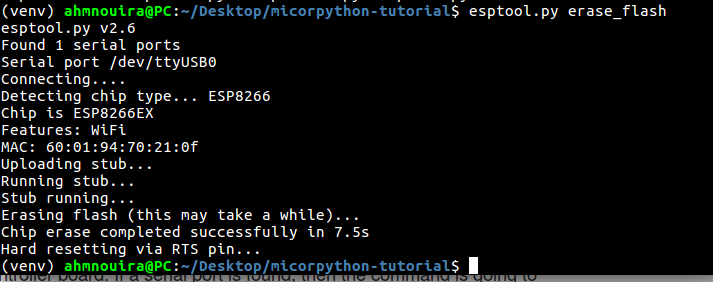 (venv) ahmnouira@PC:~/Desktop/micorpython-tutorial$ esptool.py erase_flash
esptool.py v2.6
Found 1 serial ports
Serial port /dev/ttyUSB0
Connecting....
Detecting chip type... ESP8266
Chip is ESP8266EX
Features: WiFi
MAC: 60:01:94:70:21:0f
Uploading stub...
Running stub...
Stub running...
Erasing flash (this may take a while)...
Chip erase completed successfully in 7.5s
Hard resetting via RTS pin...
(venv) ahmnouira@PC:~/Desktop/micorpython-tutorial$
ntroller board. If a serial port is found, then the command is going to